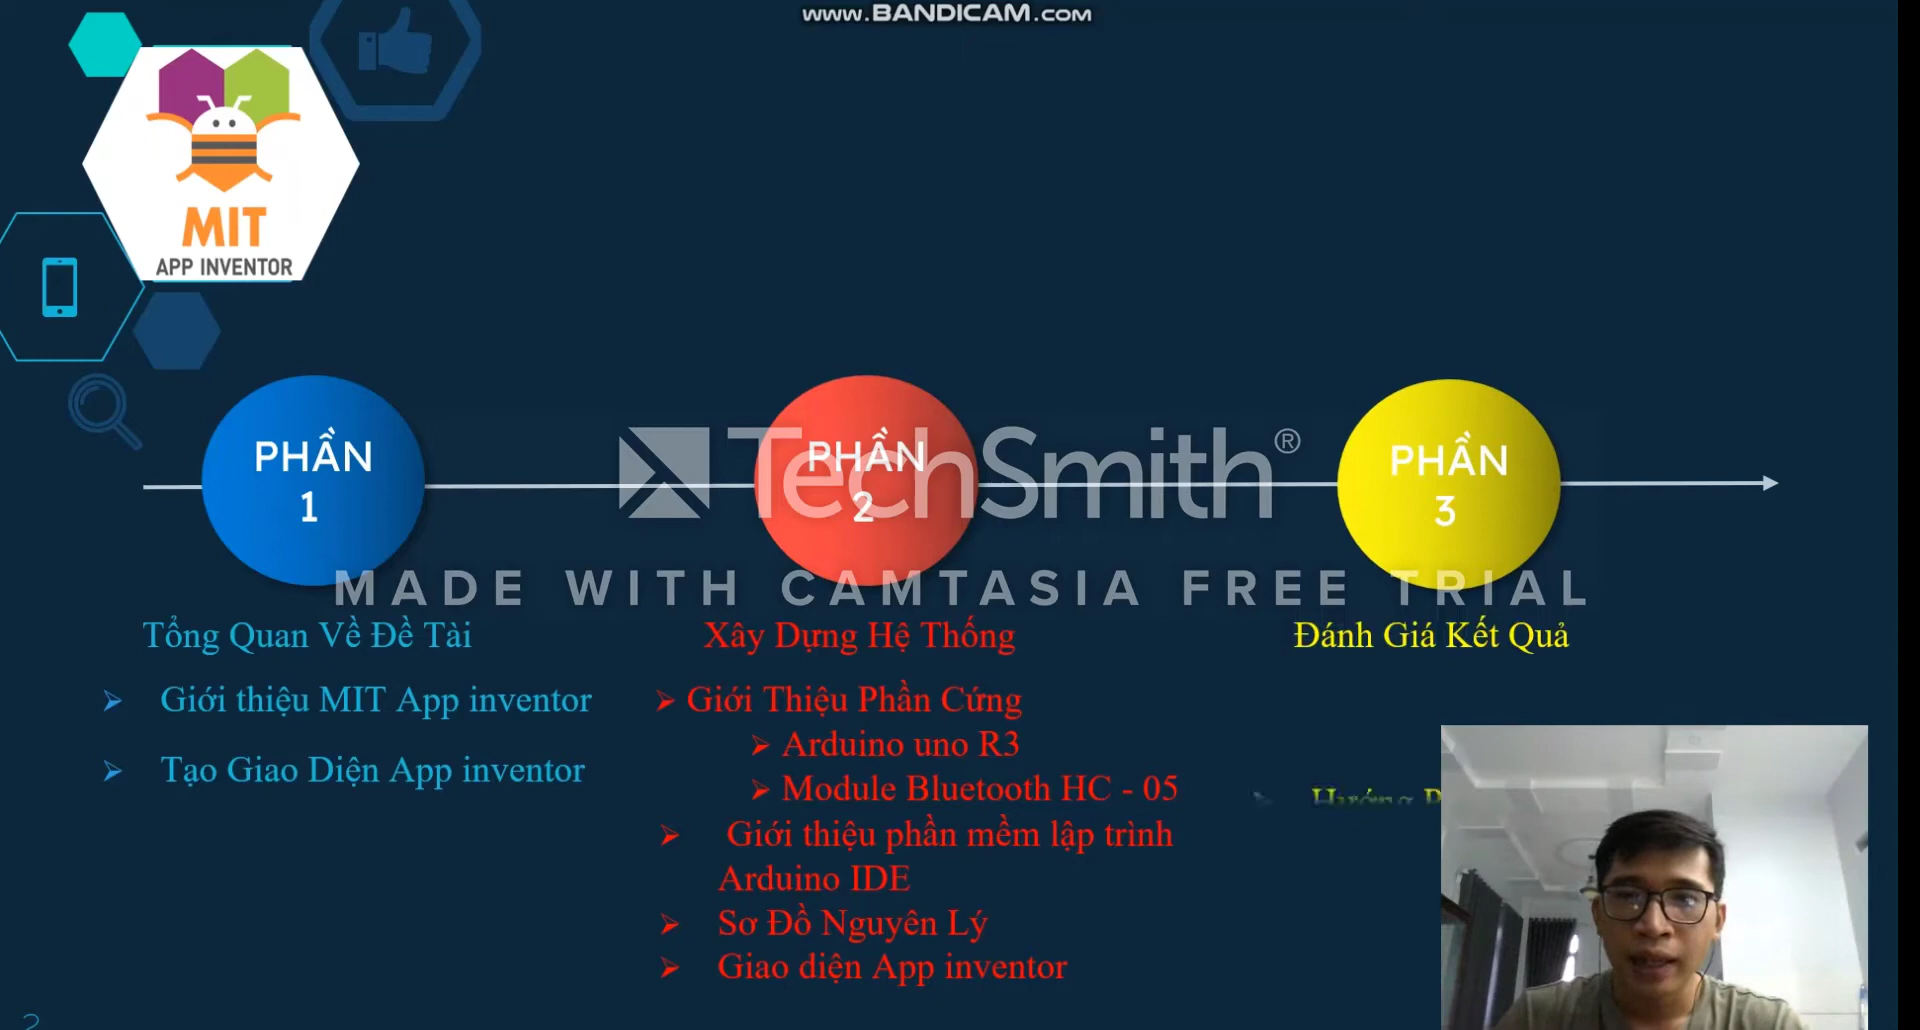 www.BANDICAM.com
MIT
APP INVENTOR
PHẦN
1
PHẦN
2
PHẦN
3
TechSmith®
MADE WITH CAMTASIA FREE TRIAL
Tổng Quan Về Đề Tài
➢ Giới thiệu MIT App inventor
➢ Tạo Giao Diện App inventor
Xây Dựng Hệ Thống
➢ Giới Thiệu Phần Cứng
➢ Arduino uno R3
➢ Module Bluetooth HC - 05
➢ Giới thiệu phần mềm lập trình
Arduino IDE
➢ Sơ Đồ Nguyên Lý
➢ Giao diện App inventor
Đánh Giá Kết Quả
Hướng
2